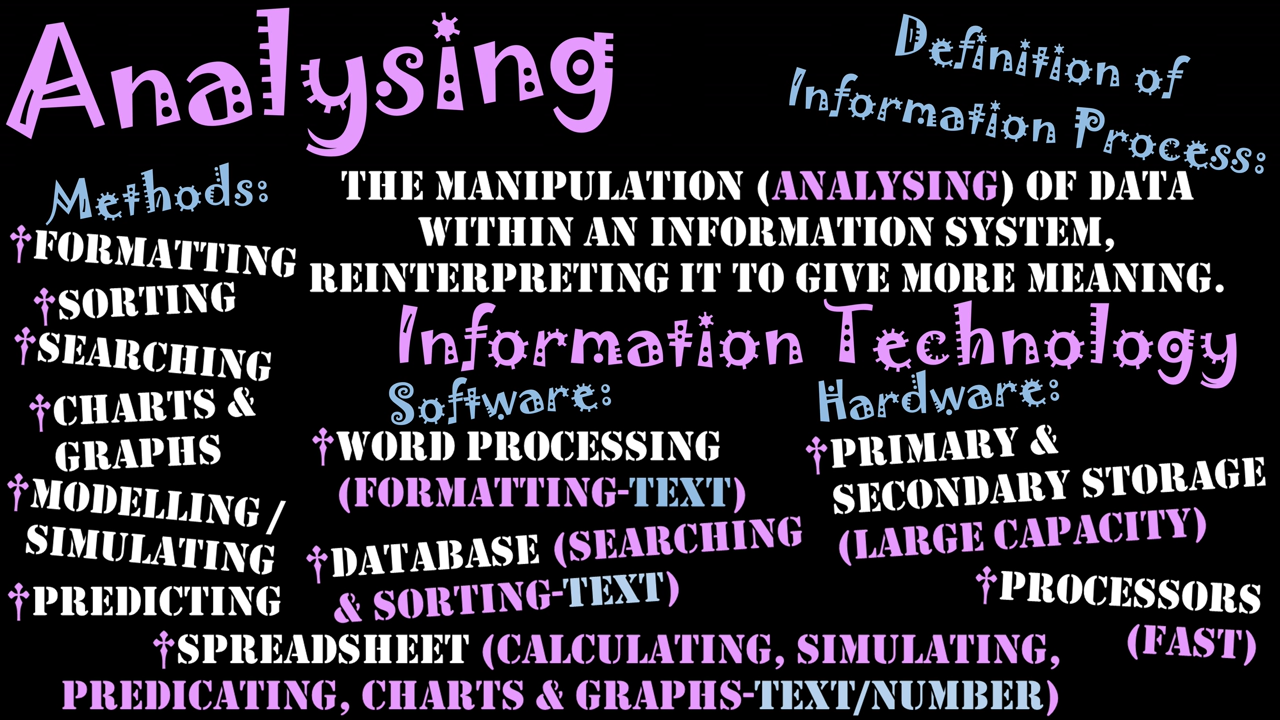 Analysing
Definition of
Information Process:
THE MANIPULATION (ANALYSING) OF DATA
WITHIN AN INFORMATION SYSTEM,
REINTERPRETING IT TO GIVE MORE MEANING.
Methods:
†FORMATTING
†SORTING
†SEARCHING
†CHARTS &
GRAPHS
†MODELLING /
SIMULATING
†PREDICTING
Information Technology
Software:
†WORD PROCESSING
(FORMATTING-TEXT)
†DATABASE (SEARCHING
& SORTING-TEXT)
†SPREADSHEET (CALCULATING, SIMULATING,
PREDICATING, CHARTS & GRAPHS-TEXT/NUMBER)
Hardware:
†PRIMARY &
SECONDARY STORAGE
(LARGE CAPACITY)
†PROCESSORS
(FAST)